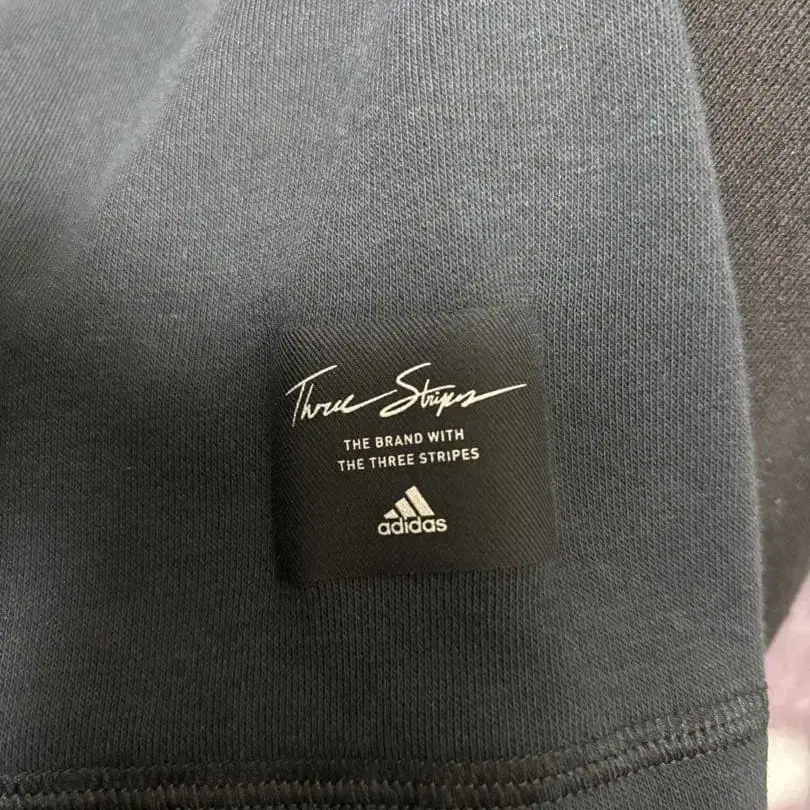 Three Stripes
THE BRAND WITH
THE THREE STRIPES
adidas